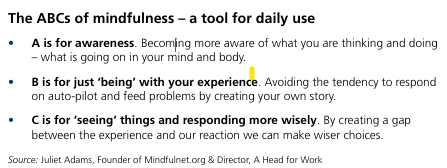 The ABCs of mindfulness – a tool for daily use
• A is for awareness. Becoming more aware of what you are thinking and doing
– what is going on in your mind and body.
• B is for just ‘being’ with your experience. Avoiding the tendency to respond
on auto-pilot and feed problems by creating your own story.
• C is for ‘seeing’ things and responding more wisely. By creating a gap
between the experience and our reaction we can make wiser choices.
Source: Juliet Adams, Founder of Mindfulnet.org & Director, A Head for Work